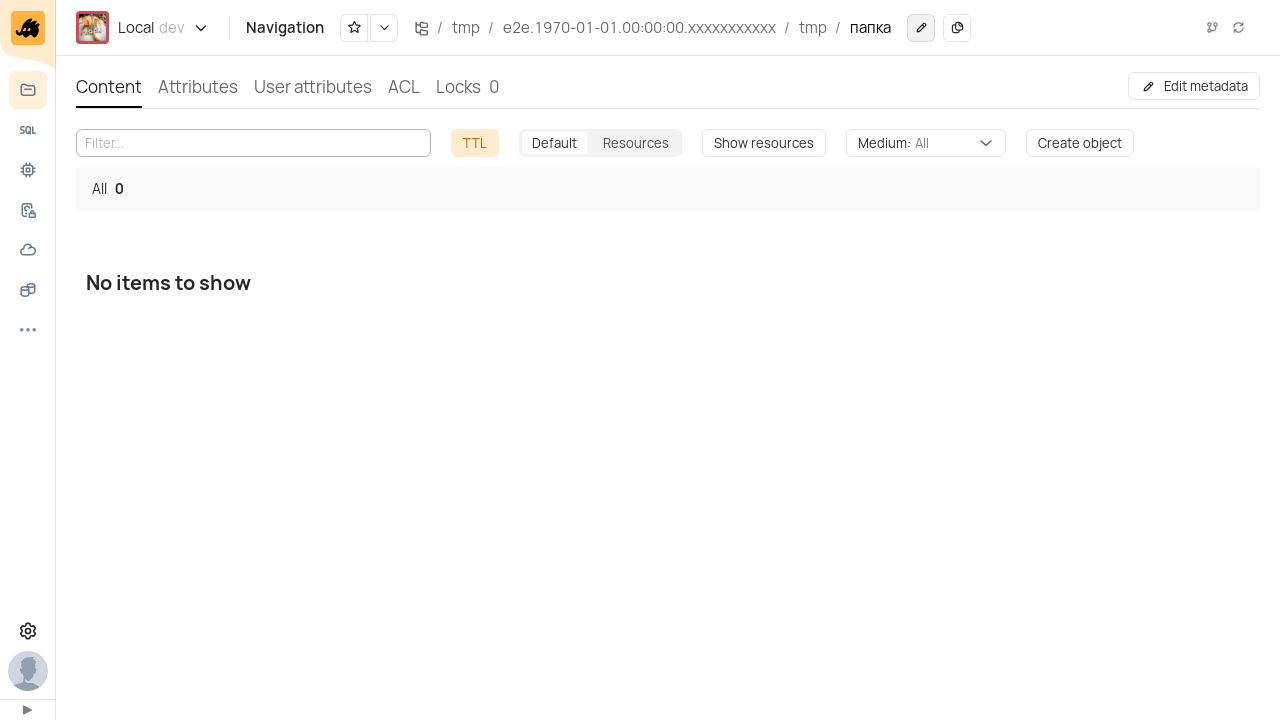 Local dev Navigation / tmp / e2e.1970-01-01.00:00:00.xxxxxxxxxxx / tmp / папка
Content Attributes User attributes ACL Locks 0 Edit metadata
SQL
Filter... TTL Default Resources Show resources Medium: All Create object
All 0
No items to show